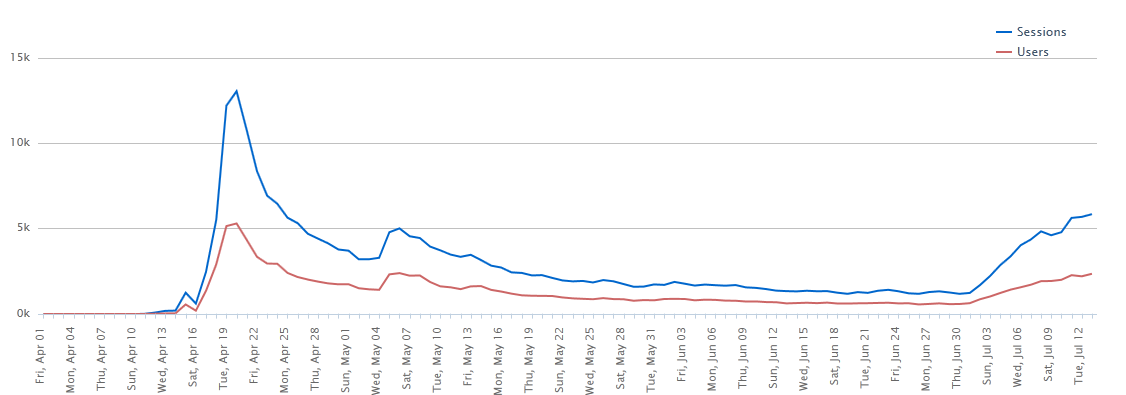 Sessions
Users
15k
10k
5k
0k
Fri, Apr 01
Mon, Apr 04
Thu, Apr 07
Sun, Apr 10
Wed, Apr 13
Sat, Apr 16
Tue, Apr 19
Fri, Apr 22
Mon, Apr 25
Thu, Apr 28
Sun, May 01
Wed, May 04
Sat, May 07
Tue, May 10
Fri, May 13
Mon, May 16
Thu, May 19
Sun, May 22
Wed, May 25
Sat, May 28
Tue, May 31
Fri, Jun 03
Mon, Jun 06
Thu, Jun 09
Sun, Jun 12
Wed, Jun 15
Sat, Jun 18
Tue, Jun 21
Fri, Jun 24
Mon, Jun 27
Thu, Jun 30
Sun, Jul 03
Wed, Jul 06
Sat, Jul 09
Tue, Jul 12